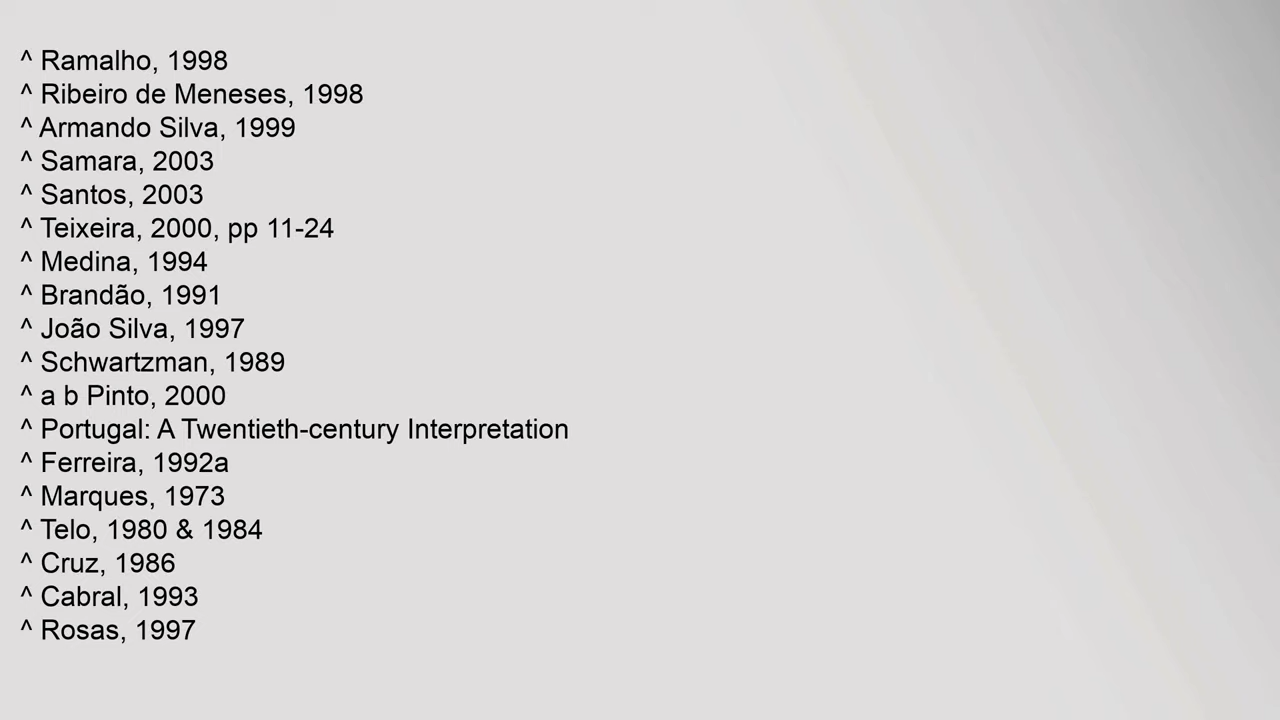 ^ Ramalho, 1998
^ Ribeiro de Meneses, 1998
^ Armando Silva, 1999
^ Samara, 2003
^ Santos, 2003
^ Teixeira, 2000, pp 11-24
^ Medina, 1994
^ Brandão, 1991
^ João Silva, 1997
^ Schwartzman, 1989
^ a b Pinto, 2000
^ Portugal: A Twentieth-century Interpretation
^ Ferreira, 1992a
^ Marques, 1973
^ Telo, 1980 & 1984
^ Cruz, 1986
^ Cabral, 1993
^ Rosas, 1997